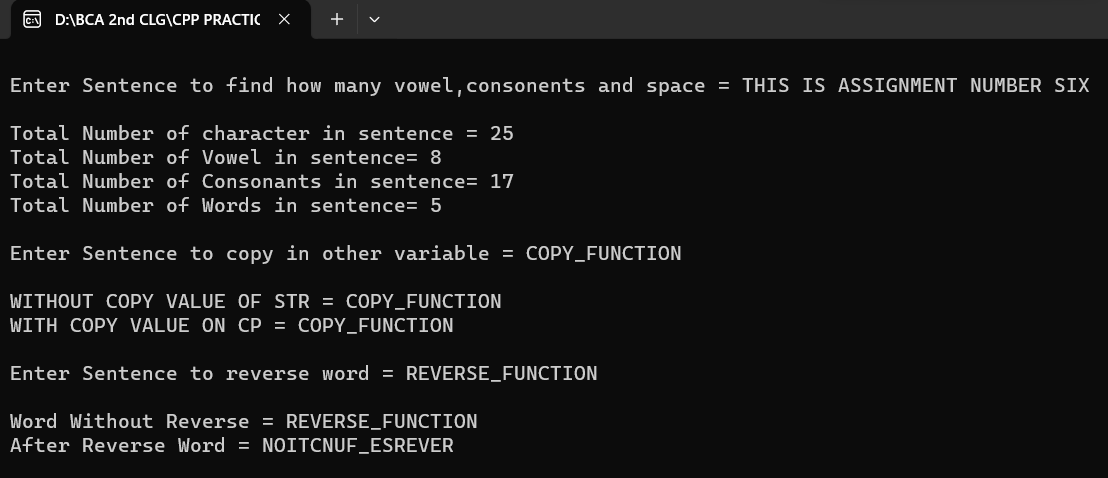 D:\BCA 2nd CLG\CPP PRACTIC
Enter Sentence to find how many vowel,consonents and space = THIS IS ASSIGNMENT NUMBER SIX
Total Number of character in sentence = 25
Total Number of Vowel in sentence= 8
Total Number of Consonants in sentence= 17
Total Number of Words in sentence= 5
Enter Sentence to copy in other variable = COPY_FUNCTION
WITHOUT COPY VALUE OF STR = COPY_FUNCTION
WITH COPY VALUE ON CP = COPY_FUNCTION
Enter Sentence to reverse word = REVERSE_FUNCTION
Word Without Reverse = REVERSE_FUNCTION
After Reverse Word = NOITCNUF_ESREVER